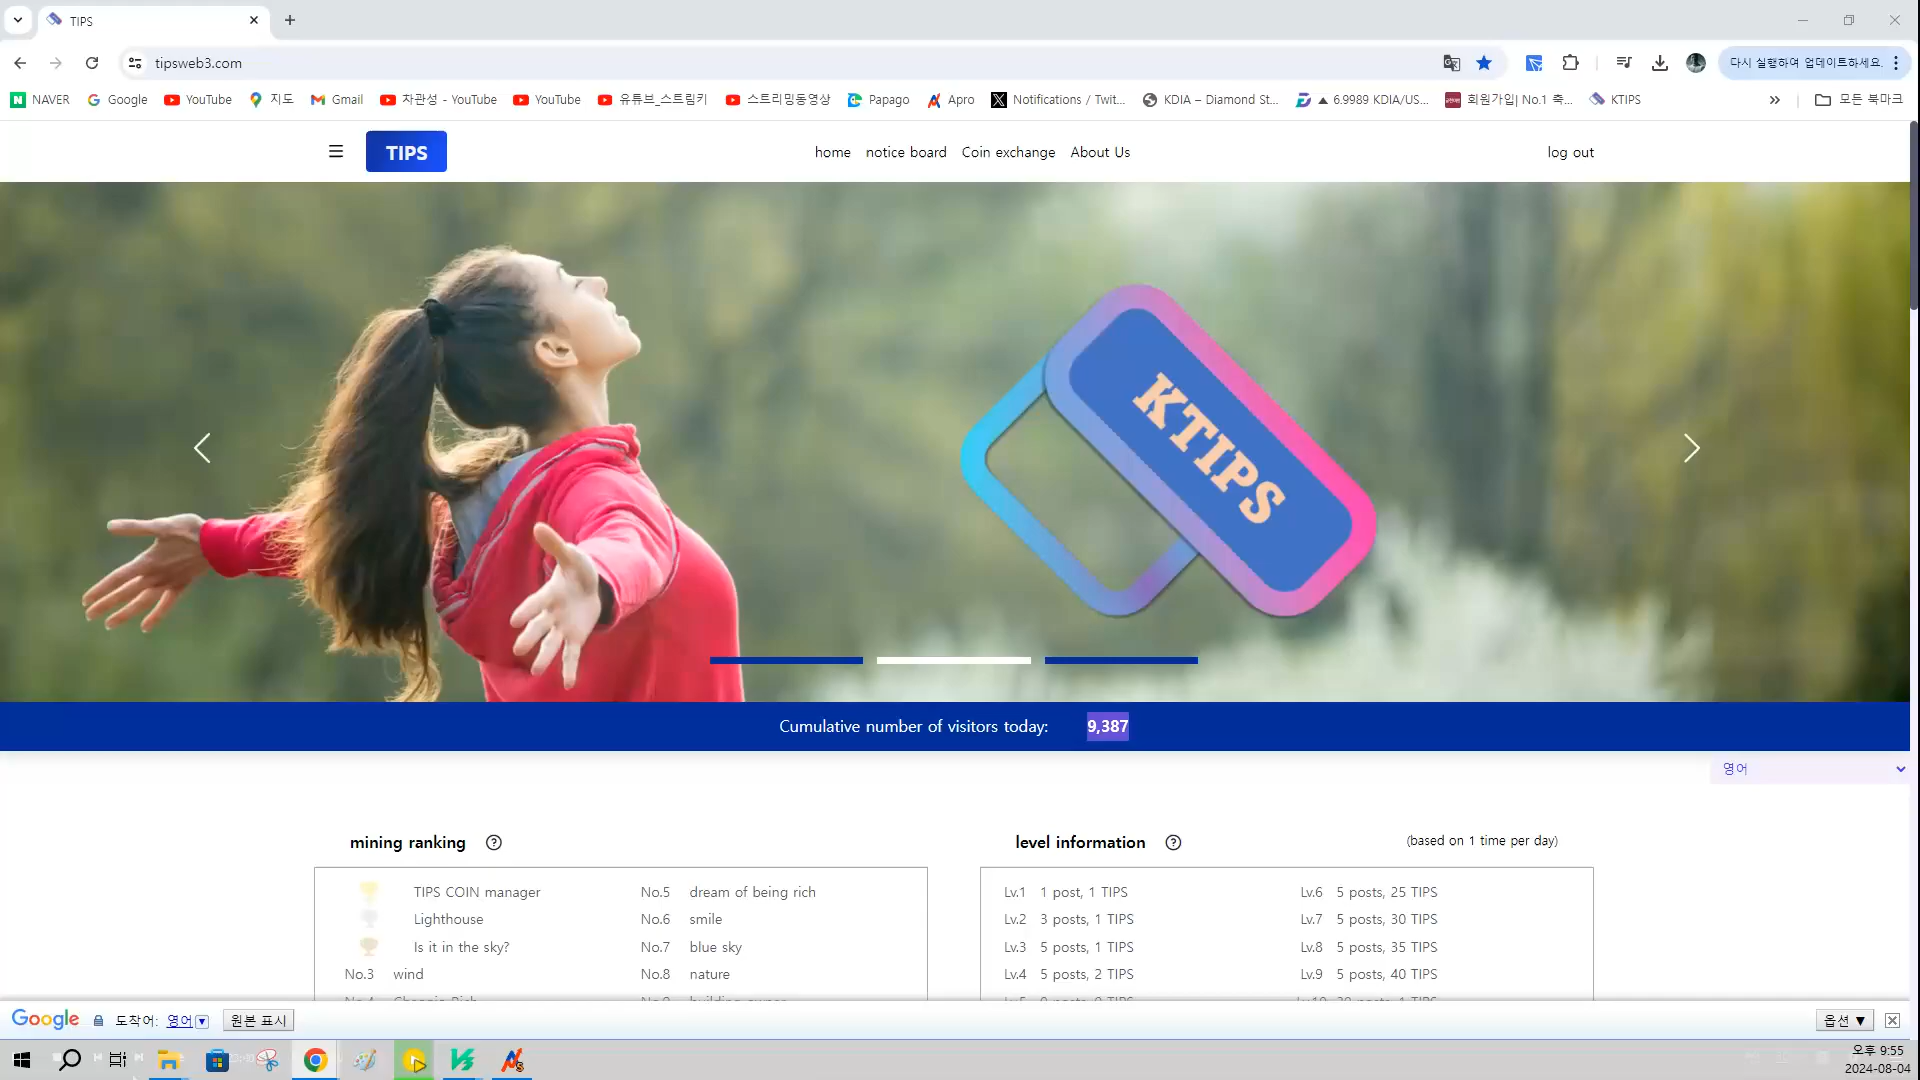 TIPS
tipsweb3.com
다시 실행하여 업데이트하세요.
NAVER Google YouTube 지도 Gmail 차관성 - YouTube YouTube 유튜브_스트림키 스트리밍동영상 Papago Apro Notifications / Twit... KDIA – Diamond St... ▲ 6.9989 KDIA/US... 회원가입| No.1 축... KTIPS » 모든 북마크
TIPS home notice board Coin exchange About Us log out
KTIPS
Cumulative number of visitors today: 9,387
영어
mining ranking
TIPS COIN manager No.5 dream of being rich
Lighthouse No.6 smile
Is it in the sky? No.7 blue sky
No.3 wind No.8 nature
level information (based on 1 time per day)
Lv.1 1 post, 1 TIPS Lv.6 5 posts, 25 TIPS
Lv.2 3 posts, 1 TIPS Lv.7 5 posts, 30 TIPS
Lv.3 5 posts, 1 TIPS Lv.8 5 posts, 35 TIPS
Lv.4 5 posts, 2 TIPS Lv.9 5 posts, 40 TIPS
Google 도착어: 영어 ▼ 원본 표시 옵션 ▼
오후 9:55
2024-08-04